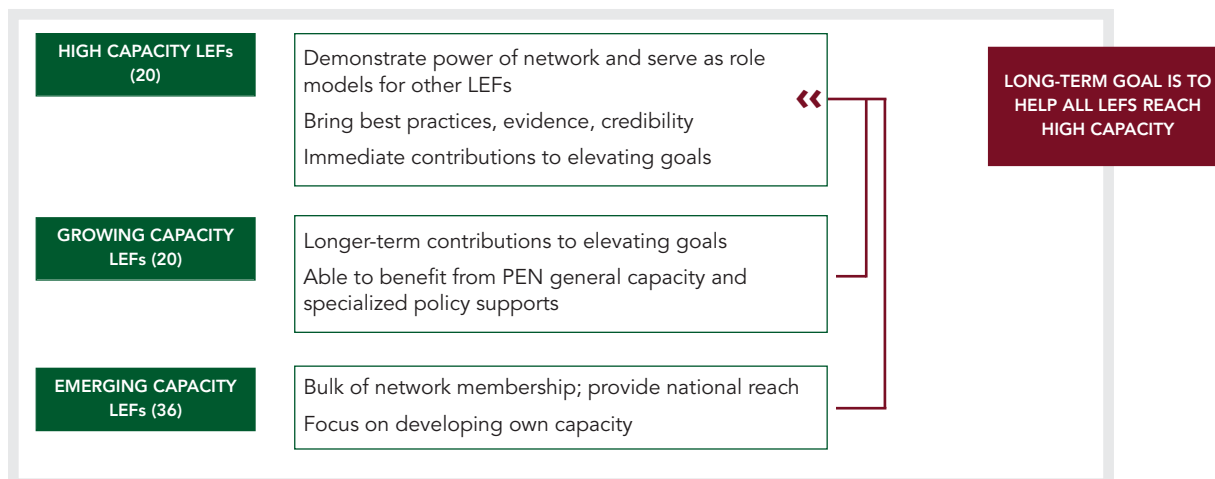 HIGH CAPACITY LEFs
(20)
Demonstrate power of network and serve as role
models for other LEFs
Bring best practices, evidence, credibility
Immediate contributions to elevating goals
«
LONG-TERM GOAL IS TO
HELP ALL LEFS REACH
HIGH CAPACITY
GROWING CAPACITY
LEFs (20)
Longer-term contributions to elevating goals
Able to benefit from PEN general capacity and
specialized policy supports
EMERGING CAPACITY
LEFs (36)
Bulk of network membership; provide national reach
Focus on developing own capacity